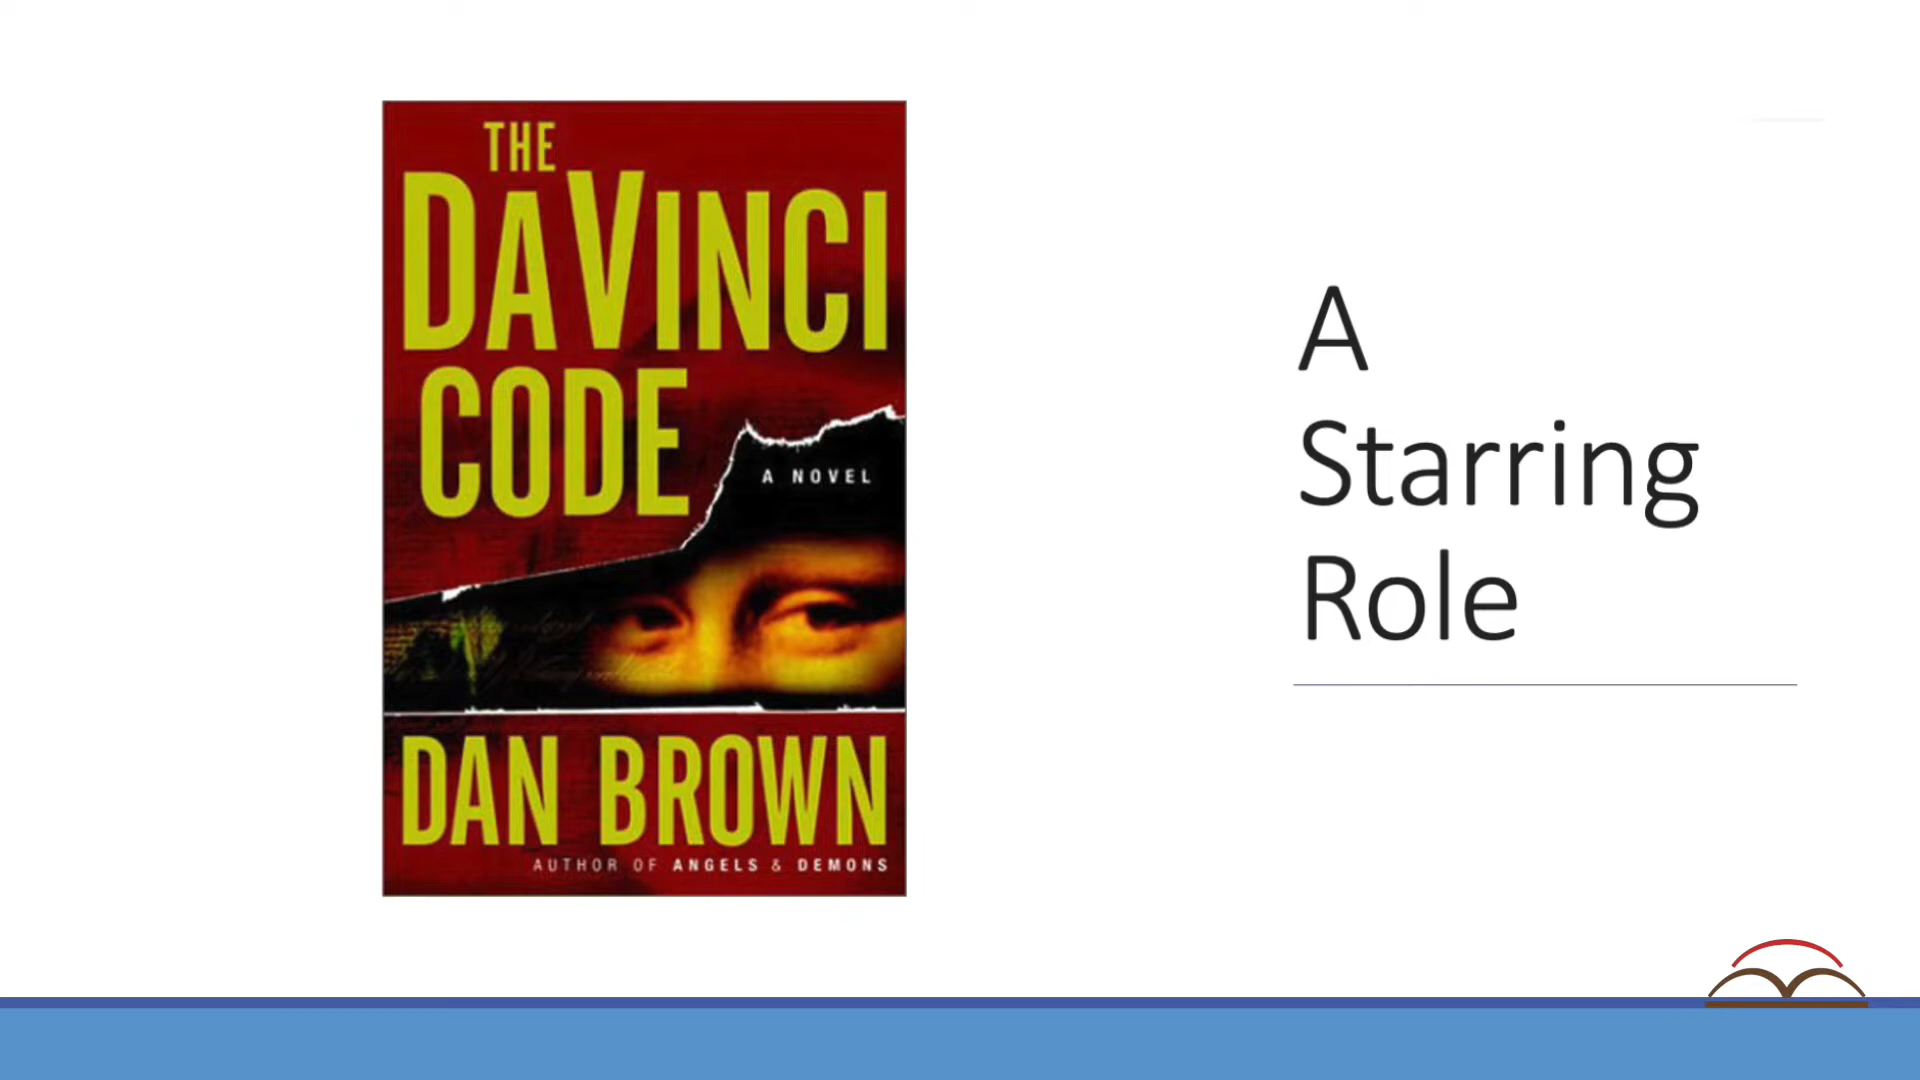 THE
DAVINCI
CODE
A NOVEL
DAN BROWN
AUTHOR OF ANGELS & DEMONS
A
Starring
Role